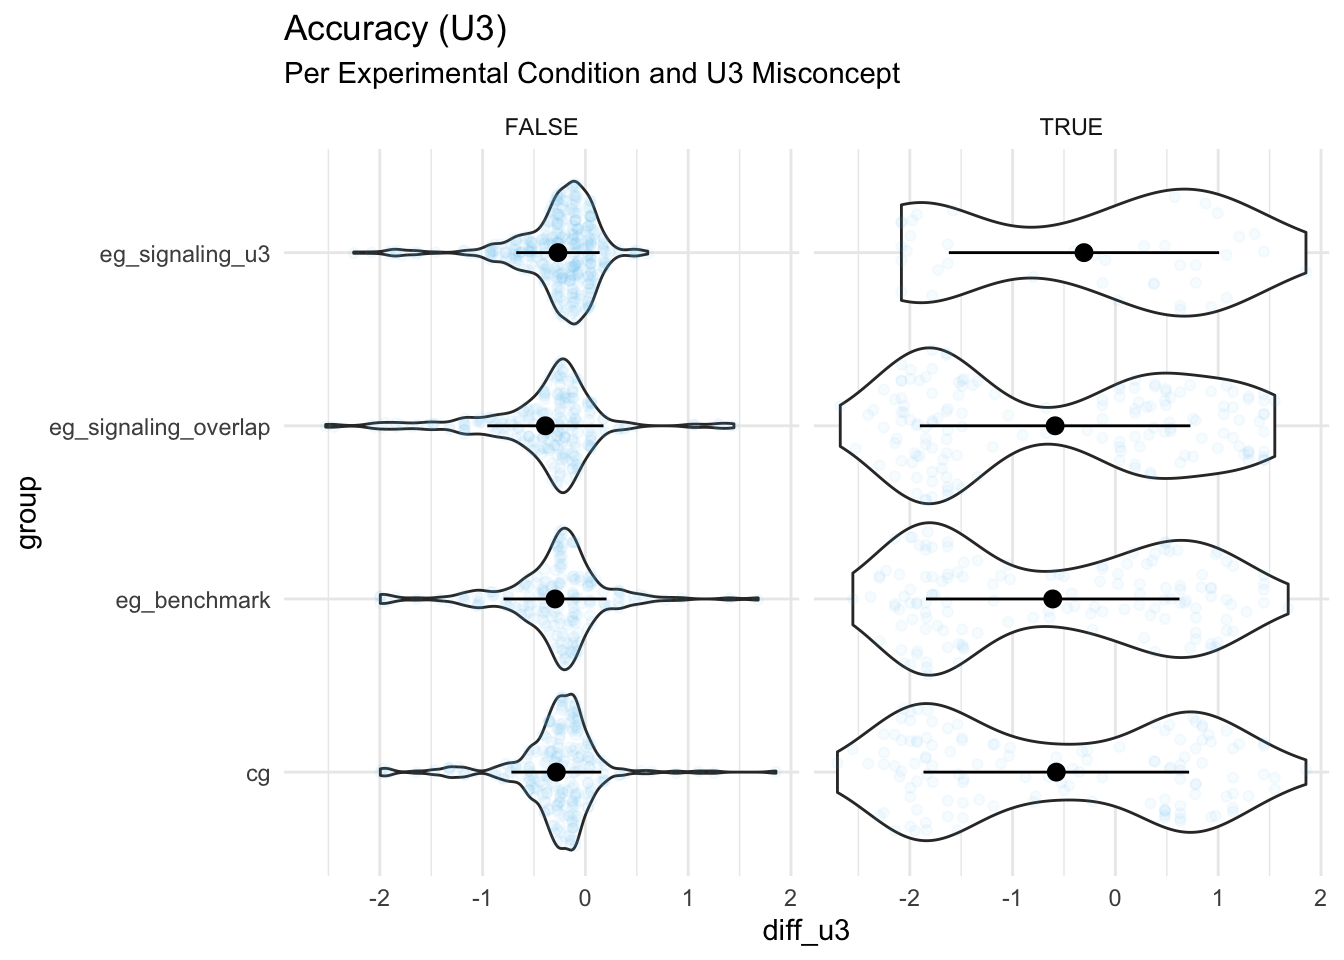 Accuracy (U3)
Per Experimental Condition and U3 Misconcept
FALSE
TRUE
eg_signaling_u3
eg_signaling_overlap
eg_benchmark
cg
group
-2 -1 0 1 2
-2 -1 0 1 2
diff_u3